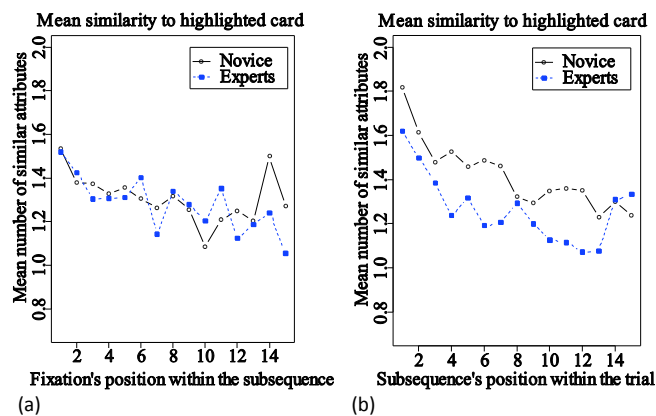 Mean similarity to highlighted card
Mean number of similar attributes
2.0
1.8
1.6
1.4
1.2
1.0
0.8
Novice
Experts
2 4 6 8 10 12 14
Fixation's position within the subsequence
(a)
Mean similarity to highlighted card
Mean number of similar attributes
2.0
1.8
1.6
1.4
1.2
1.0
0.8
Novice
Experts
2 4 6 8 10 12 14
Subsequence's position within the trial
(b)